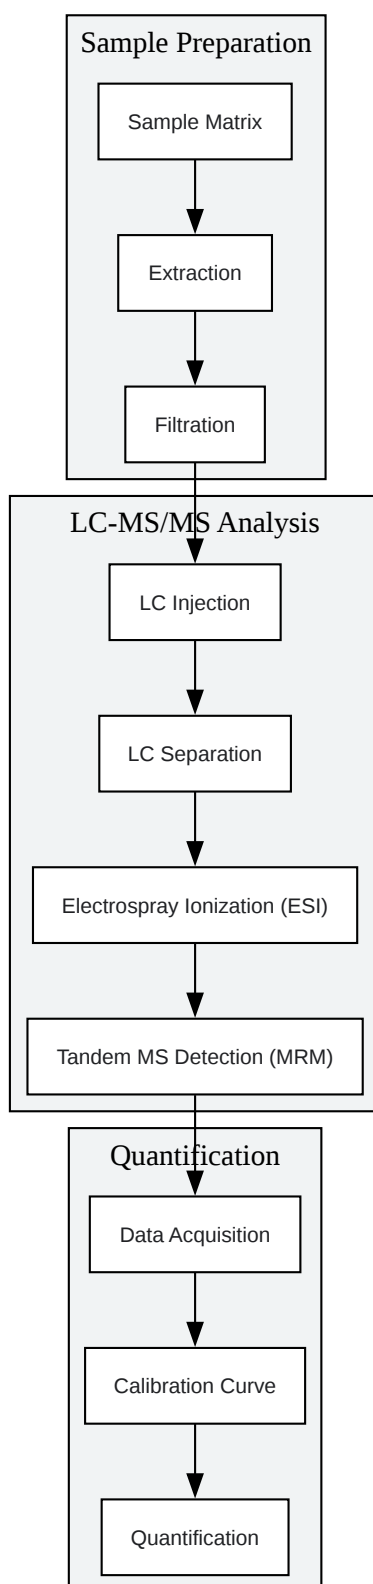 Sample Preparation
Sample Matrix
Extraction
Filtration
LC-MS/MS Analysis
LC Injection
LC Separation
Electrospray Ionization (ESI)
Tandem MS Detection (MRM)
Quantification
Data Acquisition
Calibration Curve
Quantification